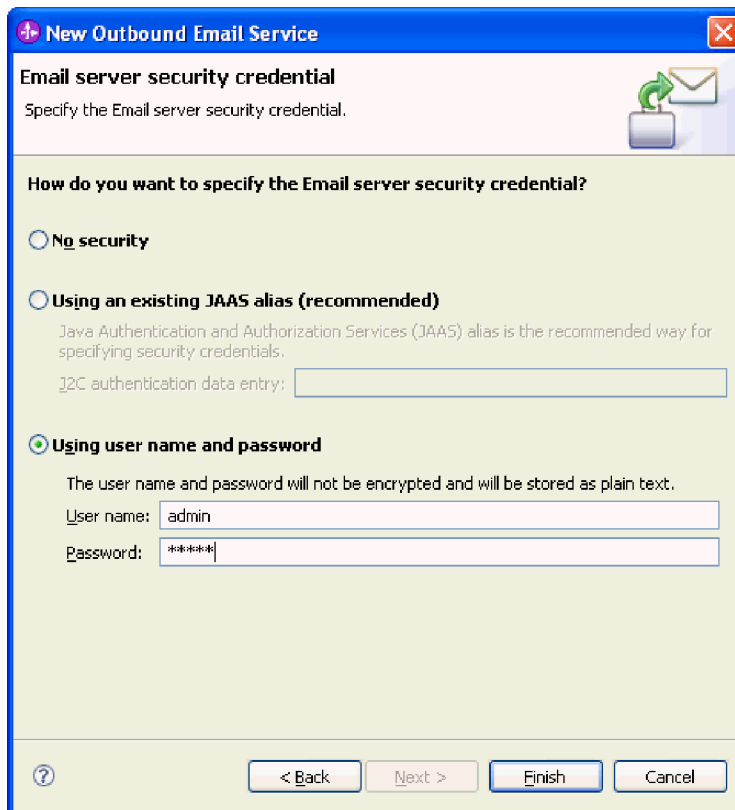 New Outbound Email Service
Email server security credential
Specify the Email server security credential.
How do you want to specify the Email server security credential?
No security
Using an existing JAAS alias (recommended)
Java Authentication and Authorization Services (JAAS) alias is the recommended way for
specifying security credentials.
J2C authentication data entry:
Using user name and password
The user name and password will not be encrypted and will be stored as plain text.
User name: admin
Password: *****
? < Back Next > Finish Cancel